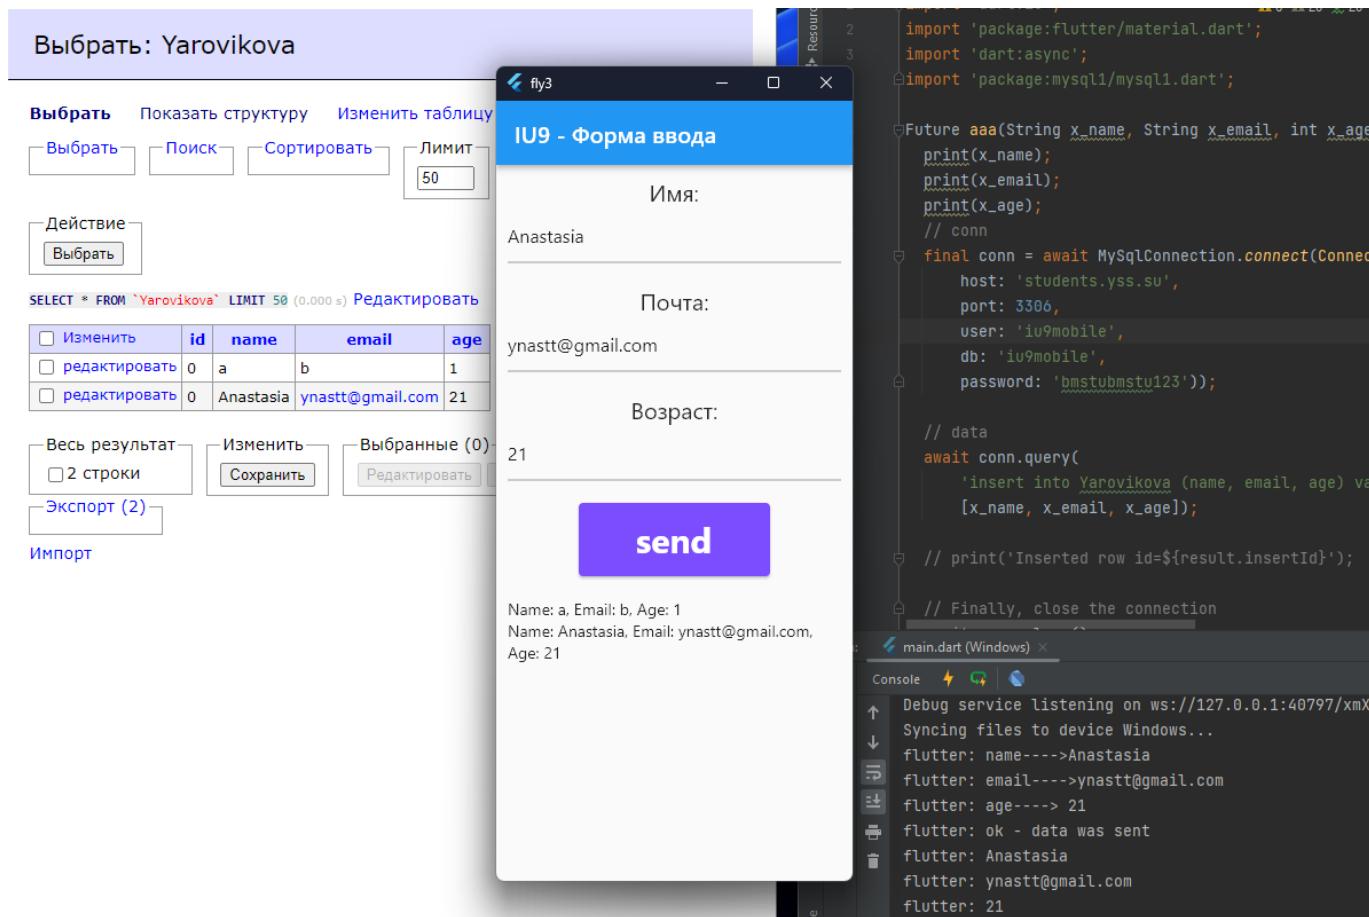 Выбрать: Yarovikova
Выбрать Показать структуру Изменить таблицу
Выбрать Поиск Сортировать Лимит
50
Действие
Выбрать
SELECT * FROM `Yarovikova` LIMIT 50 (0.000 s) Редактировать
Изменить id name email age
редактировать 0 a b 1
редактировать 0 Anastasia ynastt@gmail.com 21
Весь результат Изменить Выбранные (0)
2 строки Сохранить Редактировать
Экспорт (2)
Импорт
fly3
IU9 - Форма ввода
Имя:
Anastasia
Почта:
ynastt@gmail.com
Возраст:
21
send
Name: a, Email: b, Age: 1
Name: Anastasia, Email: ynastt@gmail.com,
Age: 21
2 import 'package:flutter/material.dart';
3 import 'dart:async';
import 'package:mysql1/mysql1.dart';
Future aaa(String x_name, String x_email, int x_age
print(x_name);
print(x_email);
print(x_age);
// conn
final conn = await MySqlConnection.connect(Connec
host: 'students.yss.su',
port: 3306,
user: 'iu9mobile',
db: 'iu9mobile',
password: 'bmstubmstu123'));
// data
await conn.query(
'insert into Yarovikova (name, email, age) va
[x_name, x_email, x_age]);
// print('Inserted row id=${result.insertId}');
// Finally, close the connection
main.dart (Windows)
Console
Debug service listening on ws://127.0.0.1:40797/xmX
Syncing files to device Windows...
flutter: name---->Anastasia
flutter: email---->ynastt@gmail.com
flutter: age----> 21
flutter: ok - data was sent
flutter: Anastasia
flutter: ynastt@gmail.com
flutter: 21